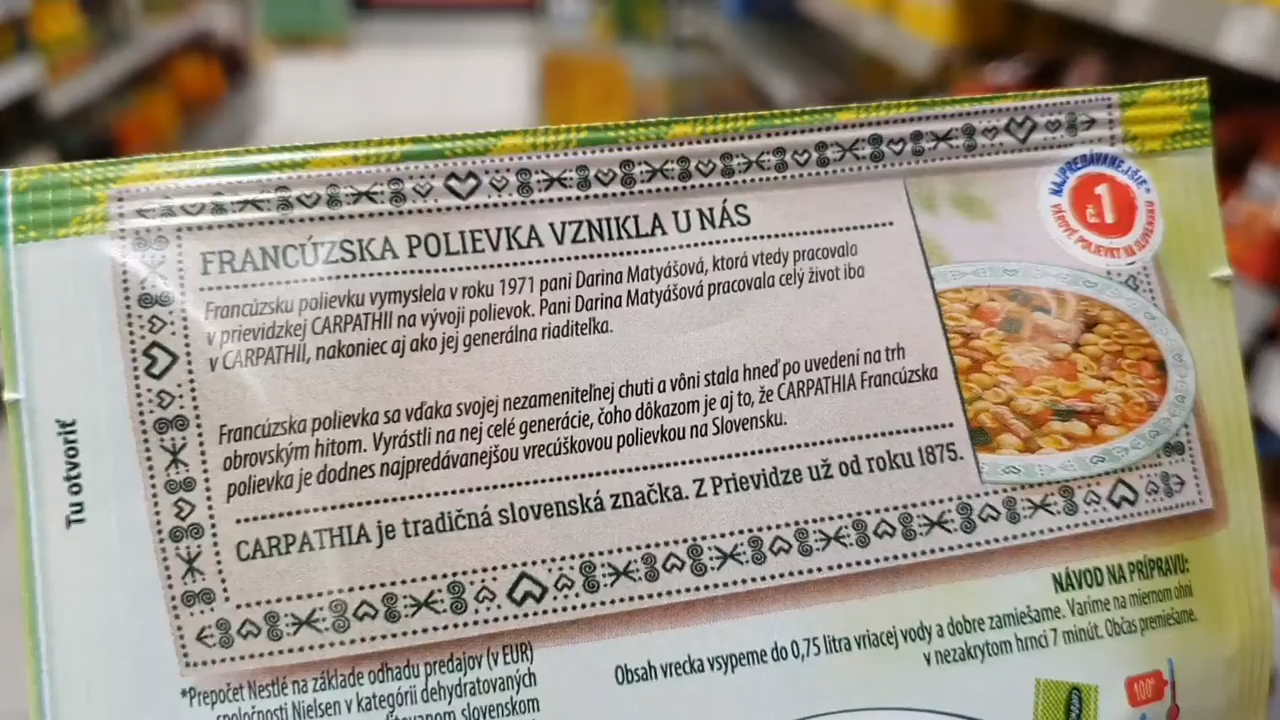 FRANCÚZSKA POLIEVKA VZNIKLA U NÁS
Francúzsku polievku vymyslela v roku 1971 pani Darina Matyášová, ktorá vtedy pracovala
v prievidzkej CARPATHII na vývoji polievok. Pani Darina Matyášová pracovala celý život iba
v CARPATHII, nakoniec aj ako jej generálna riaditeľka.
Francúzska polievka sa vďaka svojej nezameniteľnej chuti a vôni stala hneď po uvedení na trh
obrovským hitom. Vyrástli na nej celé generácie, čoho dôkazom je aj to, že CARPATHIA Francúzska
polievka je dodnes najpredávanejšou vrecúškovou polievkou na Slovensku.
CARPATHIA je tradičná slovenská značka. Z Prievidze už od roku 1875.
NAJPREDÁVANEJŠIE*
č.1
VÁROVÉ POLIEVKY NA SLOVENSKU
Tu otvoriť
*Prepočet Nestlé na základe odhadu predajov (v EUR)
spoločnosti Nielsen v kategórii dehydratovaných
slovenskom
NÁVOD NA PRÍPRAVU:
Obsah vrecka vsypeme do 0,75 litra vriacej vody a dobre zamiešame. Varíme na miernom ohni
v nezakrytom hrnci 7 minút. Občas premiešame.
100°